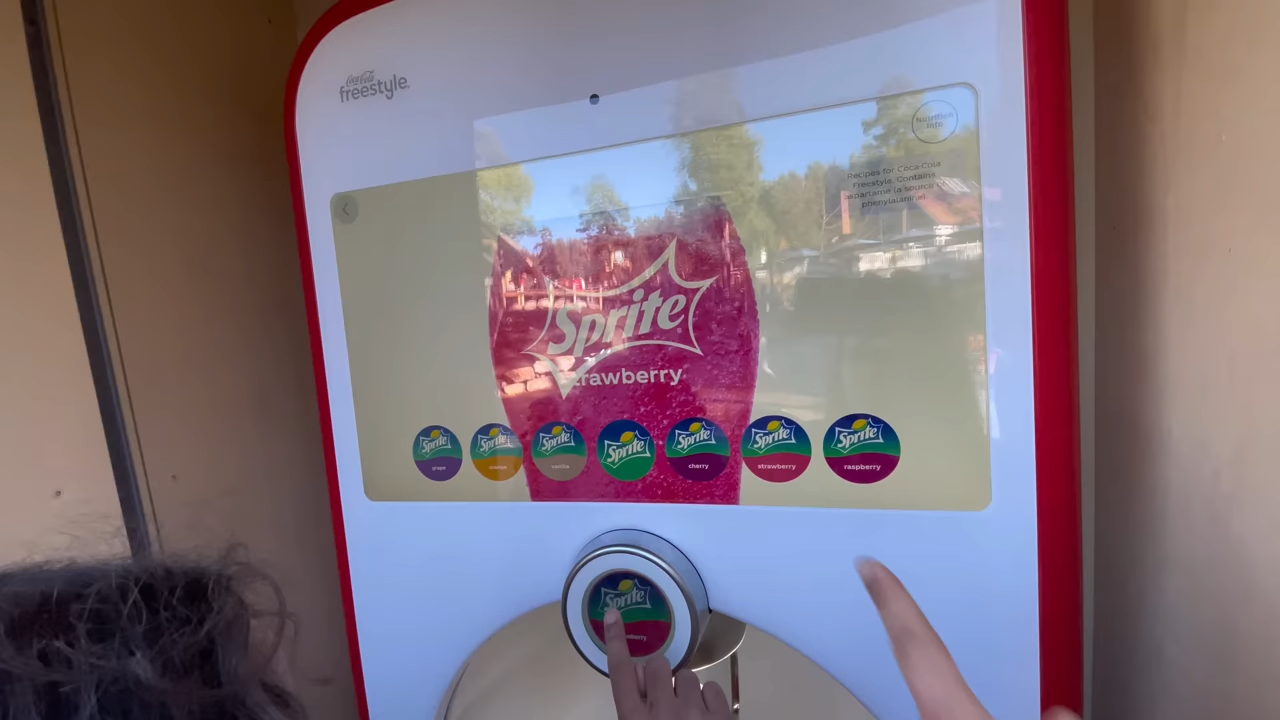 Coca-Cola
freestyle
Nutrition
Info
Recipes for Coca-Cola
Freestyle. Contains
aspartame (a source of
phenylalanine).
Sprite
strawberry
Sprite
grape
Sprite
orange
Sprite
vanilla
Sprite
Sprite
cherry
Sprite
strawberry
Sprite
raspberry
Sprite